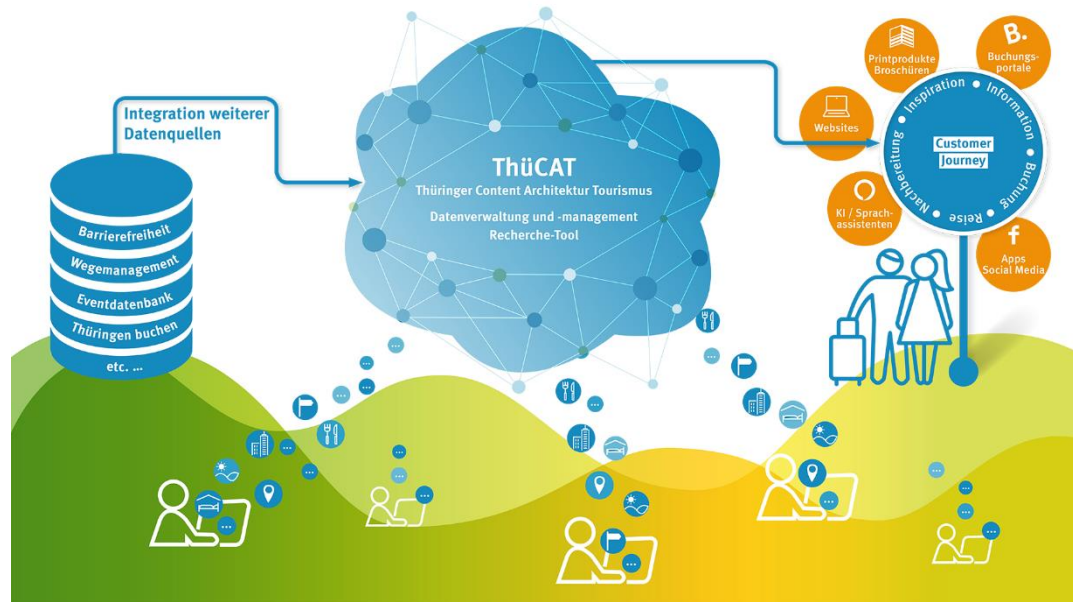 Integration weiterer
Datenquellen
Barrierefreiheit
Wegemanagement
Eventdatenbank
Thüringen buchen
etc. ...
ThüCAT
Thüringer Content Architektur Tourismus
Datenverwaltung und -management
Recherche-Tool
Printprodukte
Broschüren
B.
Buchungs-
portale
Websites
KI / Sprach-
assistenten
f
Apps
Social Media
Inspiration • Information • Buchung • Reise • Nachbereitung •
Customer
Journey